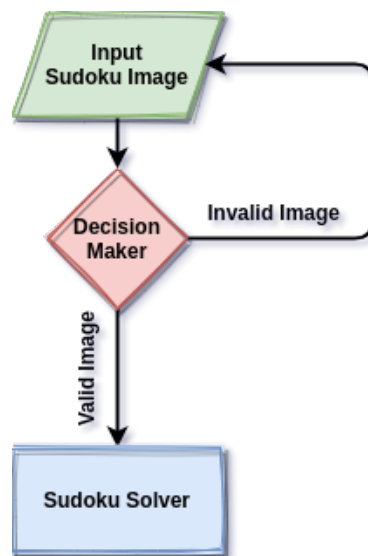 Input
Sudoku Image
Decision
Maker
Invalid Image
Valid Image
Sudoku Solver